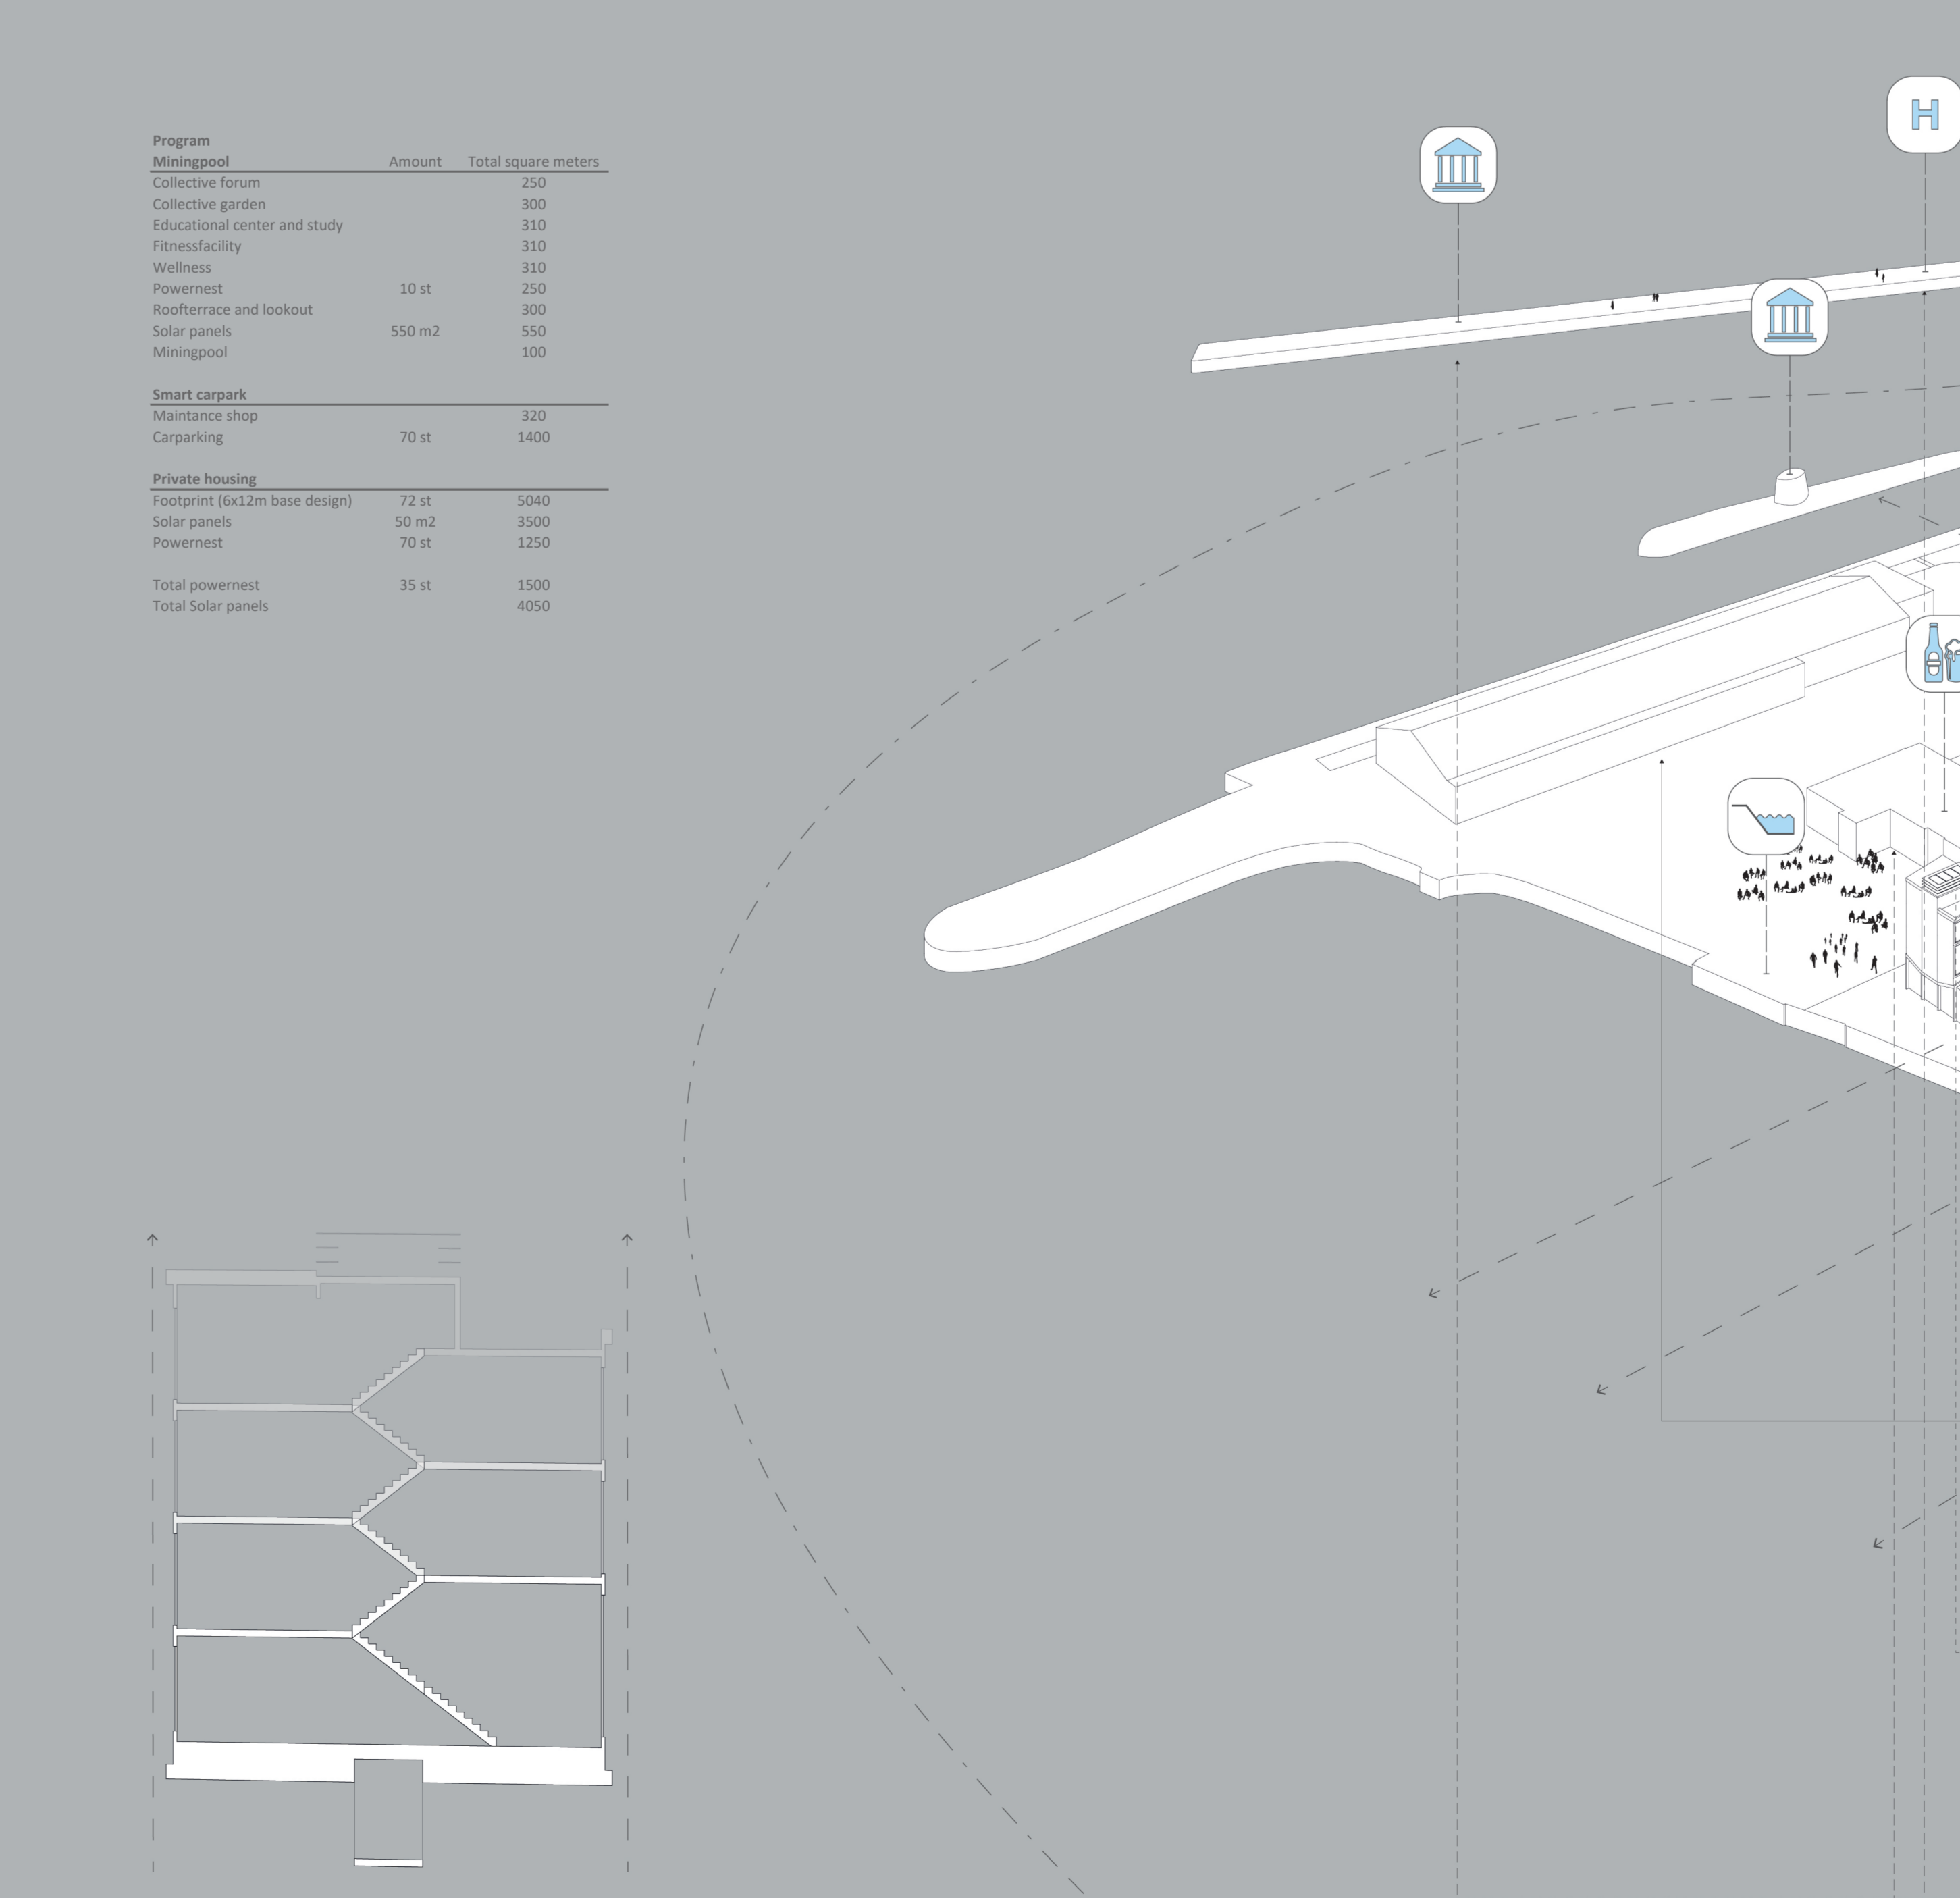 Program
Miningpool Amount Total square meters
Collective forum 250
Collective garden 300
Educational center and study 310
Fitnessfacility 310
Wellness 310
Powernest 10 st 250
Roofterrace and lookout 300
Solar panels 550 m2 550
Miningpool 100
Smart carpark
Maintance shop 320
Carparking 70 st 1400
Private housing
Footprint (6x12m base design) 72 st 5040
Solar panels 50 m2 3500
Powernest 70 st 1250
Total powernest 35 st 1500
Total Solar panels 4050
H